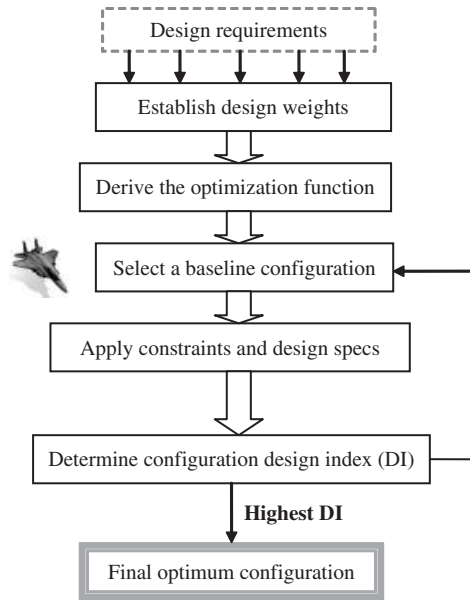 Design requirements
Establish design weights
Derive the optimization function
Select a baseline configuration
Apply constraints and design specs
Determine configuration design index (DI)
Highest DI
Final optimum configuration